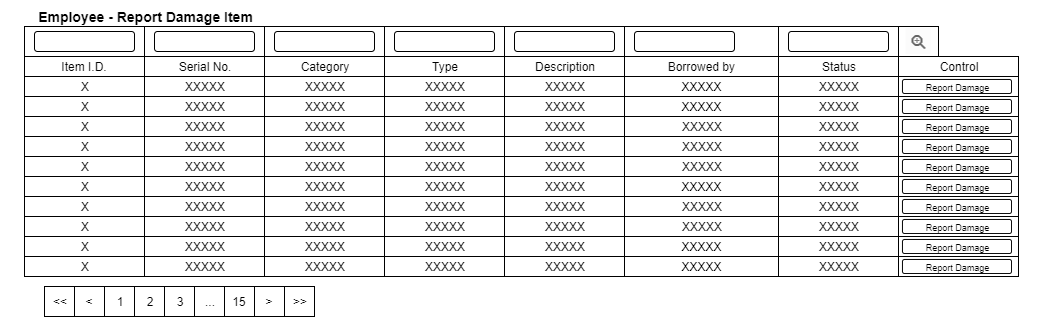 Employee - Report Damage Item
Item I.D. Serial No. Category Type Description Borrowed by Status Control
X XXXXX XXXXX XXXXX XXXXX XXXXX XXXXX Report Damage
X XXXXX XXXXX XXXXX XXXXX XXXXX XXXXX Report Damage
X XXXXX XXXXX XXXXX XXXXX XXXXX XXXXX Report Damage
X XXXXX XXXXX XXXXX XXXXX XXXXX XXXXX Report Damage
X XXXXX XXXXX XXXXX XXXXX XXXXX XXXXX Report Damage
X XXXXX XXXXX XXXXX XXXXX XXXXX XXXXX Report Damage
X XXXXX XXXXX XXXXX XXXXX XXXXX XXXXX Report Damage
X XXXXX XXXXX XXXXX XXXXX XXXXX XXXXX Report Damage
X XXXXX XXXXX XXXXX XXXXX XXXXX XXXXX Report Damage
X XXXXX XXXXX XXXXX XXXXX XXXXX XXXXX Report Damage
<< < 1 2 3 ... 15 > >>